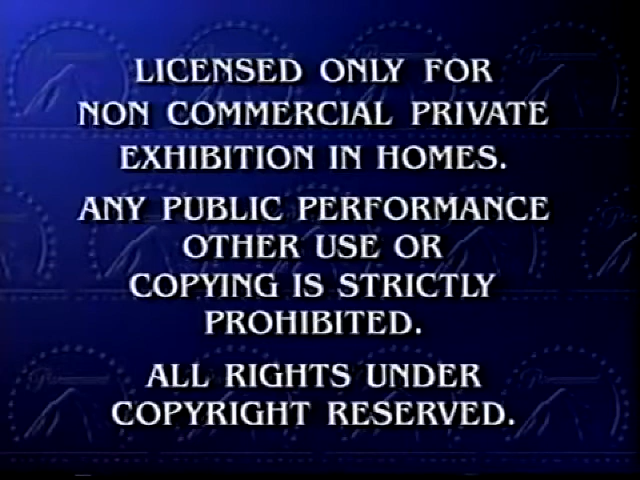 LICENSED ONLY FOR
NON COMMERCIAL PRIVATE
EXHIBITION IN HOMES.
ANY PUBLIC PERFORMANCE
OTHER USE OR
COPYING IS STRICTLY
PROHIBITED.
ALL RIGHTS UNDER
COPYRIGHT RESERVED.